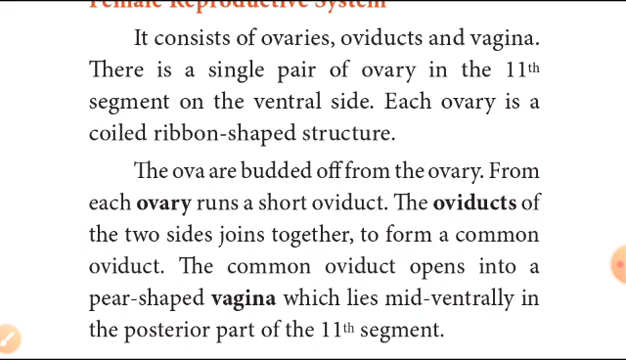 Female Reproductive System
It consists of ovaries, oviducts and vagina.
There is a single pair of ovary in the 11th
segment on the ventral side. Each ovary is a
coiled ribbon-shaped structure.
The ova are budded off from the ovary. From
each ovary runs a short oviduct. The oviducts of
the two sides joins together, to form a common
oviduct. The common oviduct opens into a
pear-shaped vagina which lies mid-ventrally in
the posterior part of the 11th segment.